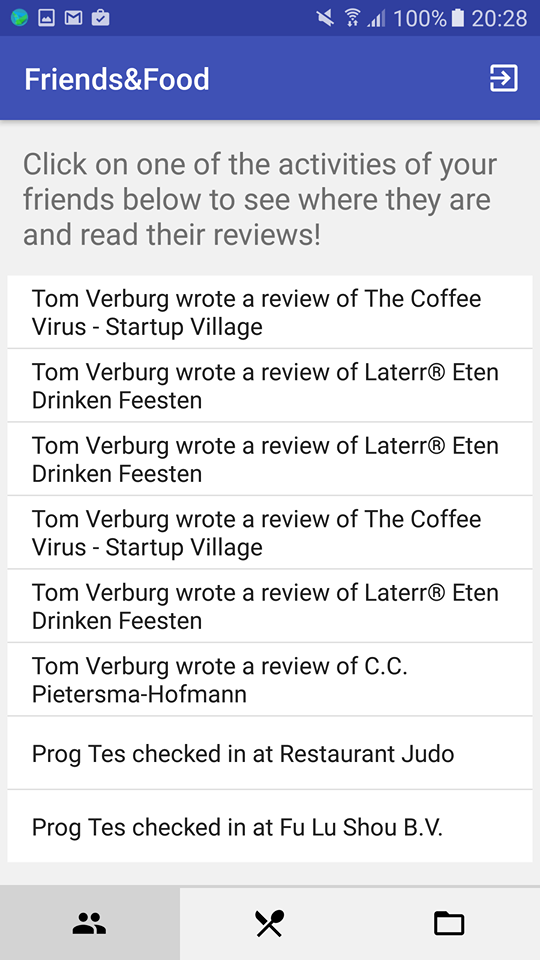 100% 20:28
Friends&Food
Click on one of the activities of your
friends below to see where they are
and read their reviews!
Tom Verburg wrote a review of The Coffee
Virus - Startup Village
Tom Verburg wrote a review of Laterr® Eten
Drinken Feesten
Tom Verburg wrote a review of Laterr® Eten
Drinken Feesten
Tom Verburg wrote a review of The Coffee
Virus - Startup Village
Tom Verburg wrote a review of Laterr® Eten
Drinken Feesten
Tom Verburg wrote a review of C.C.
Pietersma-Hofmann
Prog Tes checked in at Restaurant Judo
Prog Tes checked in at Fu Lu Shou B.V.